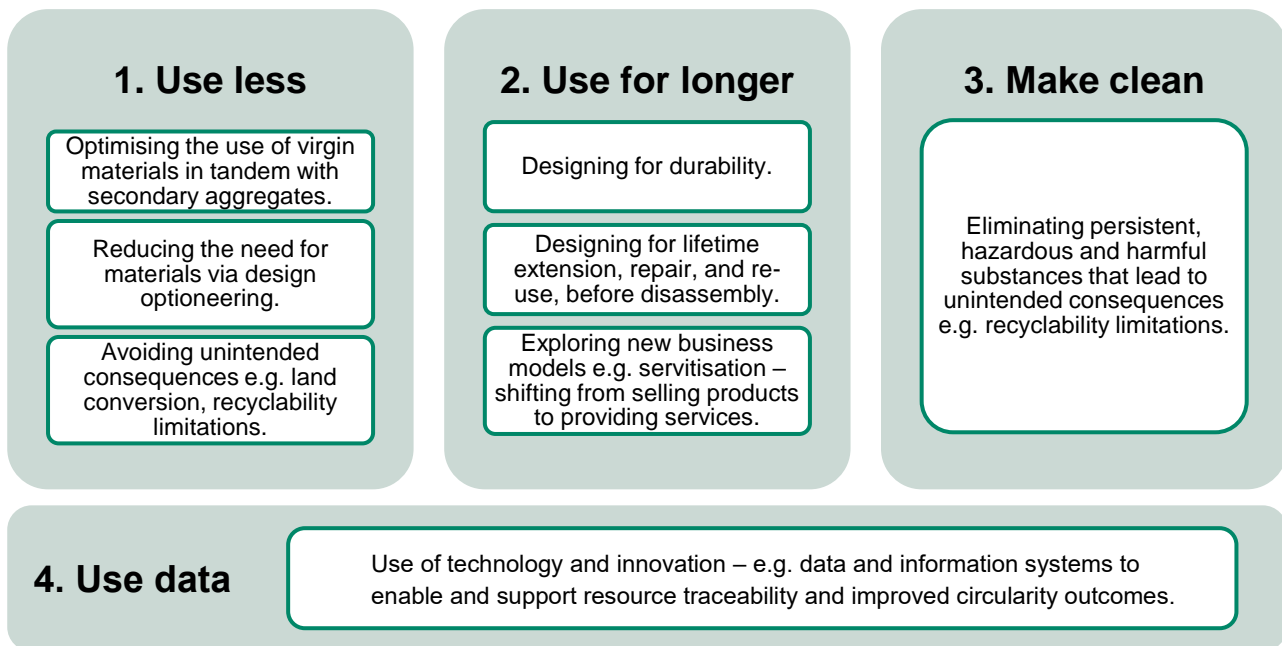 1. Use less
Optimising the use of virgin
materials in tandem with
secondary aggregates.
Reducing the need for
materials via design
optioneering.
Avoiding unintended
consequences e.g. land
conversion, recyclability
limitations.
2. Use for longer
Designing for durability.
Designing for lifetime
extension, repair, and re-
use, before disassembly.
Exploring new business
models e.g. servitisation –
shifting from selling products
to providing services.
3. Make clean
Eliminating persistent,
hazardous and harmful
substances that lead to
unintended consequences
e.g. recyclability limitations.
4. Use data
Use of technology and innovation – e.g. data and information systems to
enable and support resource traceability and improved circularity outcomes.